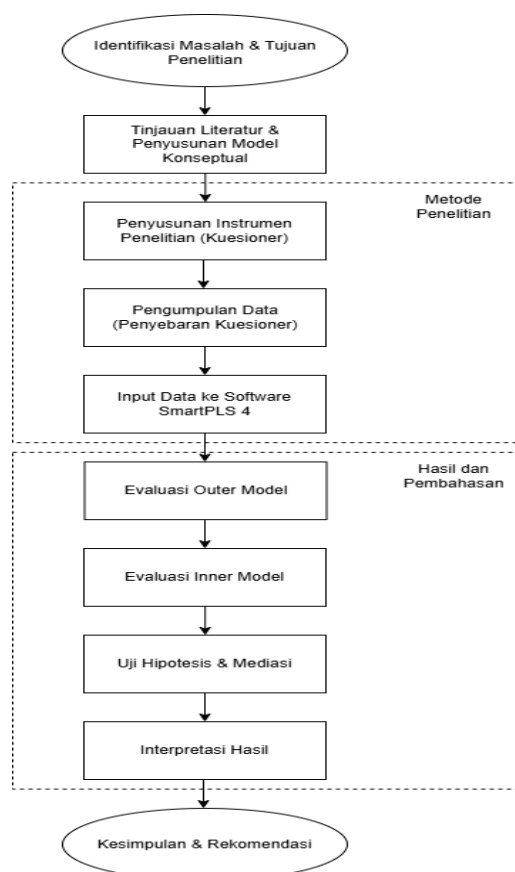 Identifikasi Masalah & Tujuan
Penelitian
Tinjauan Literatur &
Penyusunan Model
Konseptual
Metode
Penelitian
Penyusunan Instrumen
Penelitian (Kuesioner)
Pengumpulan Data
(Penyebaran Kuesioner)
Input Data ke Software
SmartPLS 4
Hasil dan
Pembahasan
Evaluasi Outer Model
Evaluasi Inner Model
Uji Hipotesis & Mediasi
Interpretasi Hasil
Kesimpulan & Rekomendasi